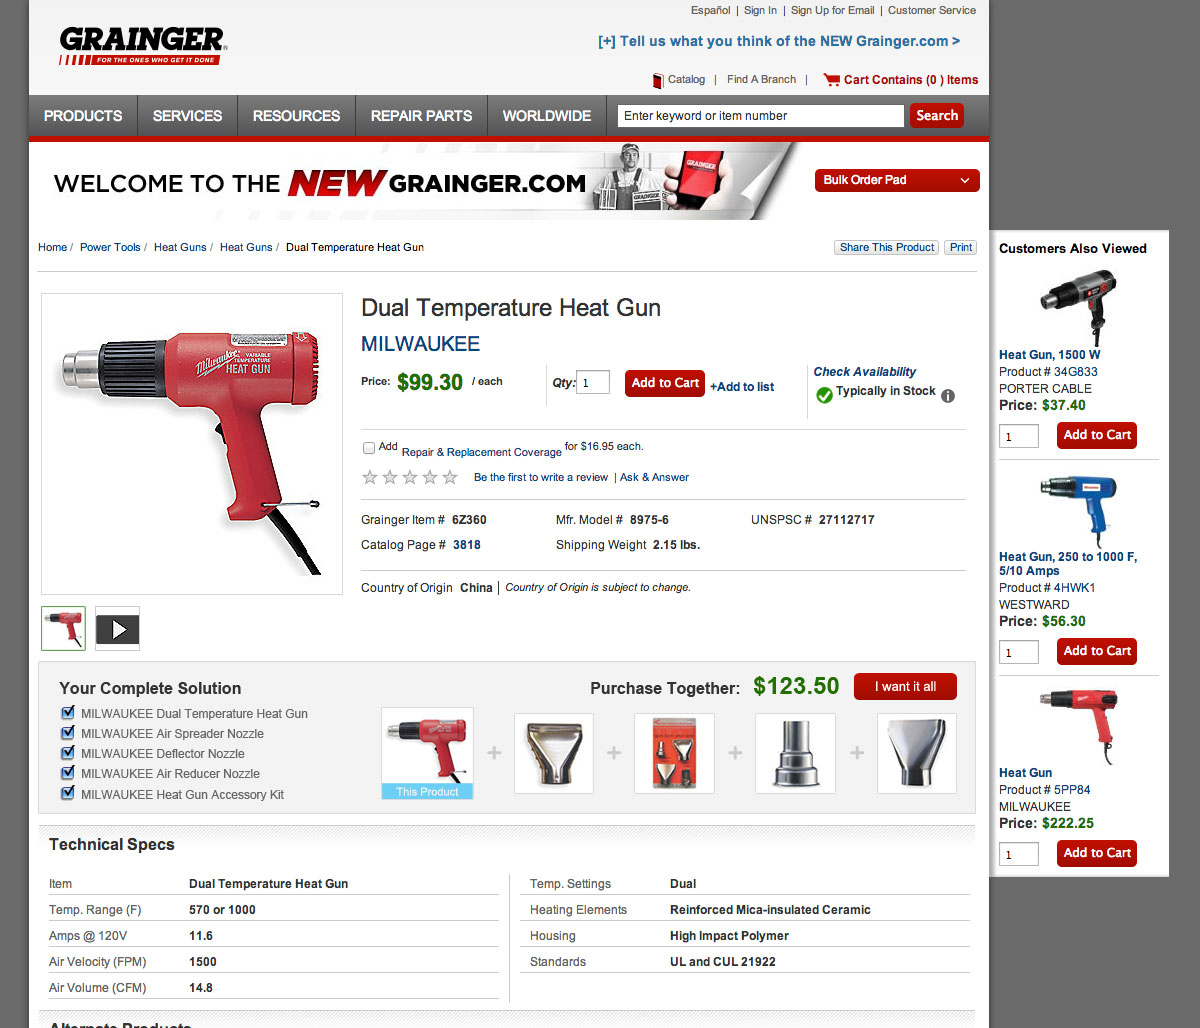 Español | Sign In | Sign Up for Email | Customer Service
GRAINGER®
FOR THE ONES WHO GET IT DONE
[+] Tell us what you think of the NEW Grainger.com >
Catalog | Find A Branch | Cart Contains (0 ) Items
PRODUCTS SERVICES RESOURCES REPAIR PARTS WORLDWIDE Enter keyword or item number Search
WELCOME TO THE NEW GRAINGER.COM
GRAINGER
GRAINGER
Bulk Order Pad
Home / Power Tools / Heat Guns / Heat Guns / Dual Temperature Heat Gun
Share This Product Print
Milwaukee
VARIABLE
TEMPERATURE
HEAT GUN
Dual Temperature Heat Gun
MILWAUKEE
Price: $99.30 / each Qty: 1 Add to Cart +Add to list
Check Availability
Typically in Stock
Add Repair & Replacement Coverage for $16.95 each.
Be the first to write a review | Ask & Answer
Grainger Item # 6Z360 Mfr. Model # 8975-6 UNSPSC # 27112717
Catalog Page # 3818 Shipping Weight 2.15 lbs.
Country of Origin China | Country of Origin is subject to change.
Your Complete Solution
Purchase Together: $123.50 I want it all
MILWAUKEE Dual Temperature Heat Gun
MILWAUKEE Air Spreader Nozzle
MILWAUKEE Deflector Nozzle
MILWAUKEE Air Reducer Nozzle
MILWAUKEE Heat Gun Accessory Kit
This Product
Technical Specs
Item Dual Temperature Heat Gun
Temp. Range (F) 570 or 1000
Amps @ 120V 11.6
Air Velocity (FPM) 1500
Air Volume (CFM) 14.8
Temp. Settings Dual
Heating Elements Reinforced Mica-insulated Ceramic
Housing High Impact Polymer
Standards UL and CUL 21922
Alternate Products
Customers Also Viewed
Heat Gun, 1500 W
Product # 34G833
PORTER CABLE
Price: $37.40
1 Add to Cart
Heat Gun, 250 to 1000 F,
5/10 Amps
Product # 4HWK1
WESTWARD
Price: $56.30
1 Add to Cart
Heat Gun
Product # 5PP84
MILWAUKEE
Price: $222.25
1 Add to Cart